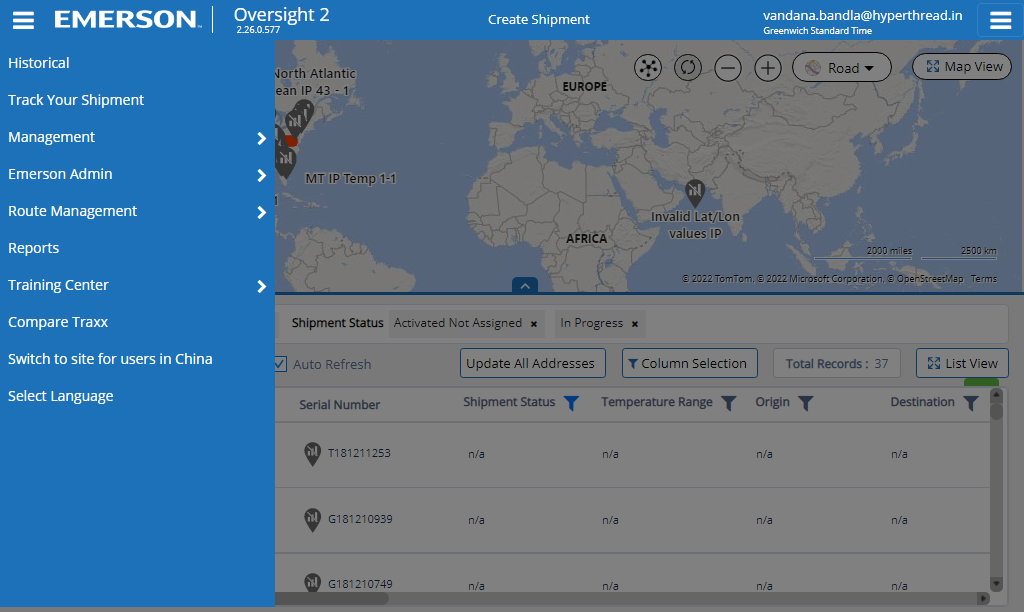 EMERSON
Oversight 2
2.26.0.577
Create Shipment
vandana.bandla@hyperthread.in
Greenwich Standard Time
Historical
Track Your Shipment
Management
Emerson Admin
Route Management
Reports
Training Center
Compare Traxx
Switch to site for users in China
Select Language
North Atlantic
ean IP 43 - 1
MT IP Temp 1-1
EUROPE
AFRICA
Invalid Lat/Lon
values IP
Road
Map View
2000 miles
2500 km
© 2022 TomTom, © 2022 Microsoft Corporation, © OpenStreetMap Terms
Shipment Status Activated Not Assigned × In Progress ×
Auto Refresh Update All Addresses Column Selection Total Records : 37 List View
Serial Number Shipment Status Temperature Range Origin Destination
T181211253 n/a n/a n/a n/a
G181210939 n/a n/a n/a n/a
G181210749 n/a n/a n/a n/a